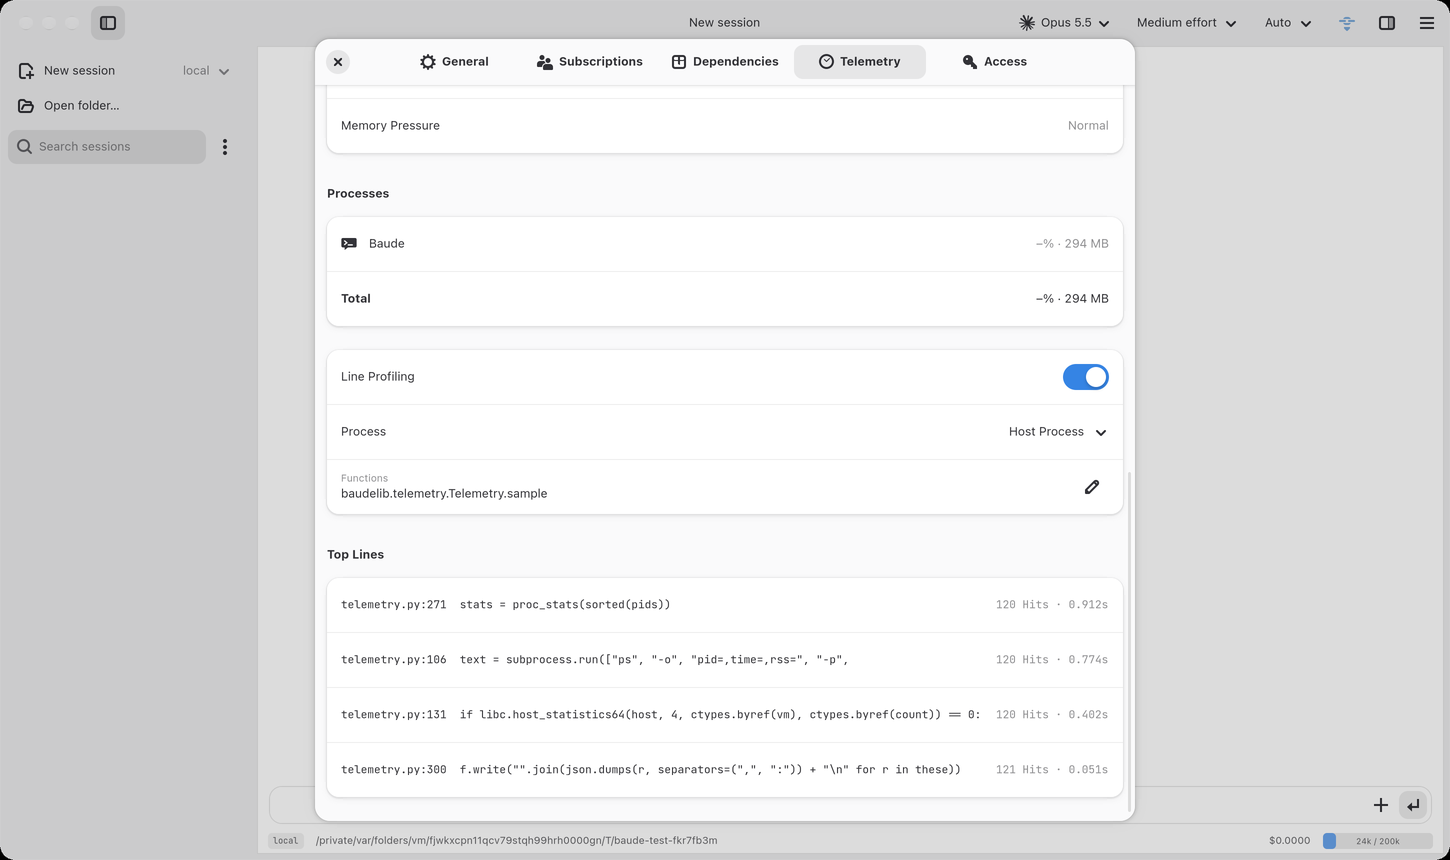 New session
Opus 5.5
Medium effort
Auto
New session
local
Open folder...
Search sessions
General
Subscriptions
Dependencies
Telemetry
Access
Memory Pressure
Normal
Processes
Baude
–% · 294 MB
Total
–% · 294 MB
Line Profiling
Process
Host Process
Functions
baudelib.telemetry.Telemetry.sample
Top Lines
telemetry.py:271 stats = proc_stats(sorted(pids)) 120 Hits · 0.912s
telemetry.py:106 text = subprocess.run(["ps", "-o", "pid=,time=,rss=", "-p", 120 Hits · 0.774s
telemetry.py:131 if libc.host_statistics64(host, 4, ctypes.byref(vm), ctypes.byref(count)) == 0: 120 Hits · 0.402s
telemetry.py:300 f.write("".join(json.dumps(r, separators=(",", ":")) + "\n" for r in these)) 121 Hits · 0.051s
local
/private/var/folders/vm/fjwkxcpn11qcv79stqh99hrh0000gn/T/baude-test-fkr7fb3m
$0.0000
24k / 200k